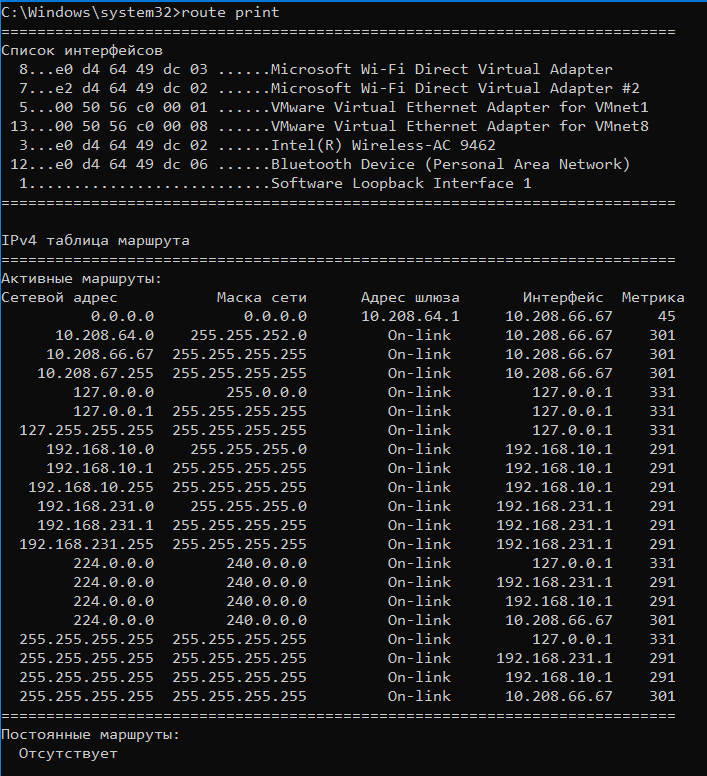 C:\Windows\system32>route print
===========================================================================
Список интерфейсов
  8...e0 d4 64 49 dc 03 ......Microsoft Wi-Fi Direct Virtual Adapter
  7...e2 d4 64 49 dc 02 ......Microsoft Wi-Fi Direct Virtual Adapter #2
  5...00 50 56 c0 00 01 ......VMware Virtual Ethernet Adapter for VMnet1
 13...00 50 56 c0 00 08 ......VMware Virtual Ethernet Adapter for VMnet8
  3...e0 d4 64 49 dc 02 ......Intel(R) Wireless-AC 9462
 12...e0 d4 64 49 dc 06 ......Bluetooth Device (Personal Area Network)
  1...........................Software Loopback Interface 1
===========================================================================

IPv4 таблица маршрута
===========================================================================
Активные маршруты:
Сетевой адрес           Маска сети      Адрес шлюза       Интерфейс  Метрика
          0.0.0.0          0.0.0.0      10.208.64.1     10.208.66.67     45
      10.208.64.0    255.255.252.0         On-link      10.208.66.67    301
     10.208.66.67  255.255.255.255         On-link      10.208.66.67    301
    10.208.67.255  255.255.255.255         On-link      10.208.66.67    301
        127.0.0.0        255.0.0.0         On-link         127.0.0.1    331
        127.0.0.1  255.255.255.255         On-link         127.0.0.1    331
  127.255.255.255  255.255.255.255         On-link         127.0.0.1    331
     192.168.10.0    255.255.255.0         On-link      192.168.10.1    291
     192.168.10.1  255.255.255.255         On-link      192.168.10.1    291
   192.168.10.255  255.255.255.255         On-link      192.168.10.1    291
    192.168.231.0    255.255.255.0         On-link     192.168.231.1    291
    192.168.231.1  255.255.255.255         On-link     192.168.231.1    291
  192.168.231.255  255.255.255.255         On-link     192.168.231.1    291
        224.0.0.0        240.0.0.0         On-link         127.0.0.1    331
        224.0.0.0        240.0.0.0         On-link     192.168.231.1    291
        224.0.0.0        240.0.0.0         On-link      192.168.10.1    291
        224.0.0.0        240.0.0.0         On-link      10.208.66.67    301
  255.255.255.255  255.255.255.255         On-link         127.0.0.1    331
  255.255.255.255  255.255.255.255         On-link     192.168.231.1    291
  255.255.255.255  255.255.255.255         On-link      192.168.10.1    291
  255.255.255.255  255.255.255.255         On-link      10.208.66.67    301
===========================================================================
Постоянные маршруты:
  Отсутствует